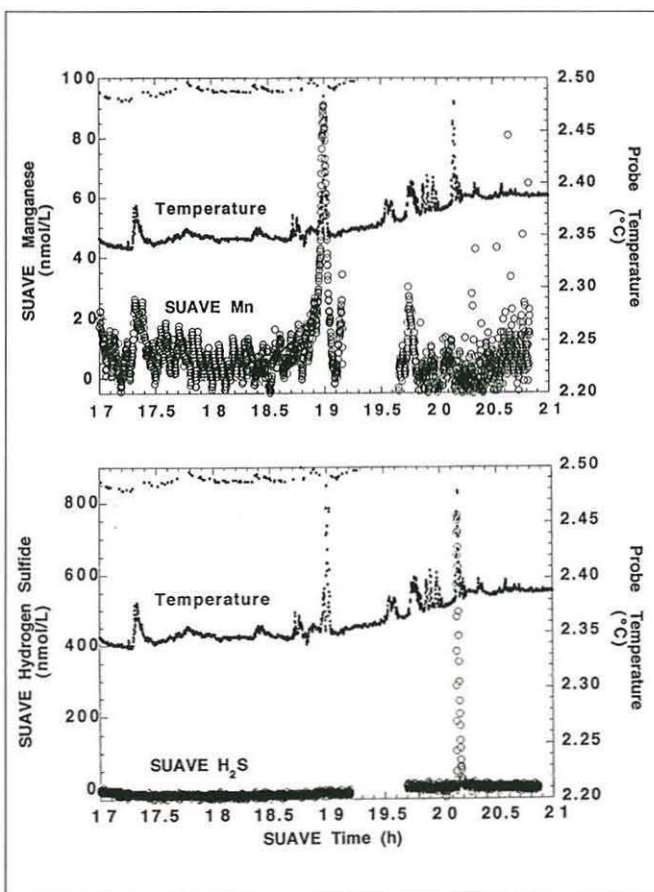 100
80
60
40
20
0
SUAVE Manganese
(nmol/L)
Temperature
SUAVE Mn
2.50
2.45
2.40
2.35
2.30
2.25
2.20
Probe Temperature
(°C)
17 17.5 18 18.5 19 19.5 20 20.5 21
800
600
400
200
0
SUAVE Hydrogen Sulfide
(nmol/L)
Temperature
SUAVE H₂S
2.50
2.45
2.40
2.35
2.30
2.25
2.20
Probe Temperature
(°C)
17 17.5 18 18.5 19 19.5 20 20.5 21
SUAVE Time (h)